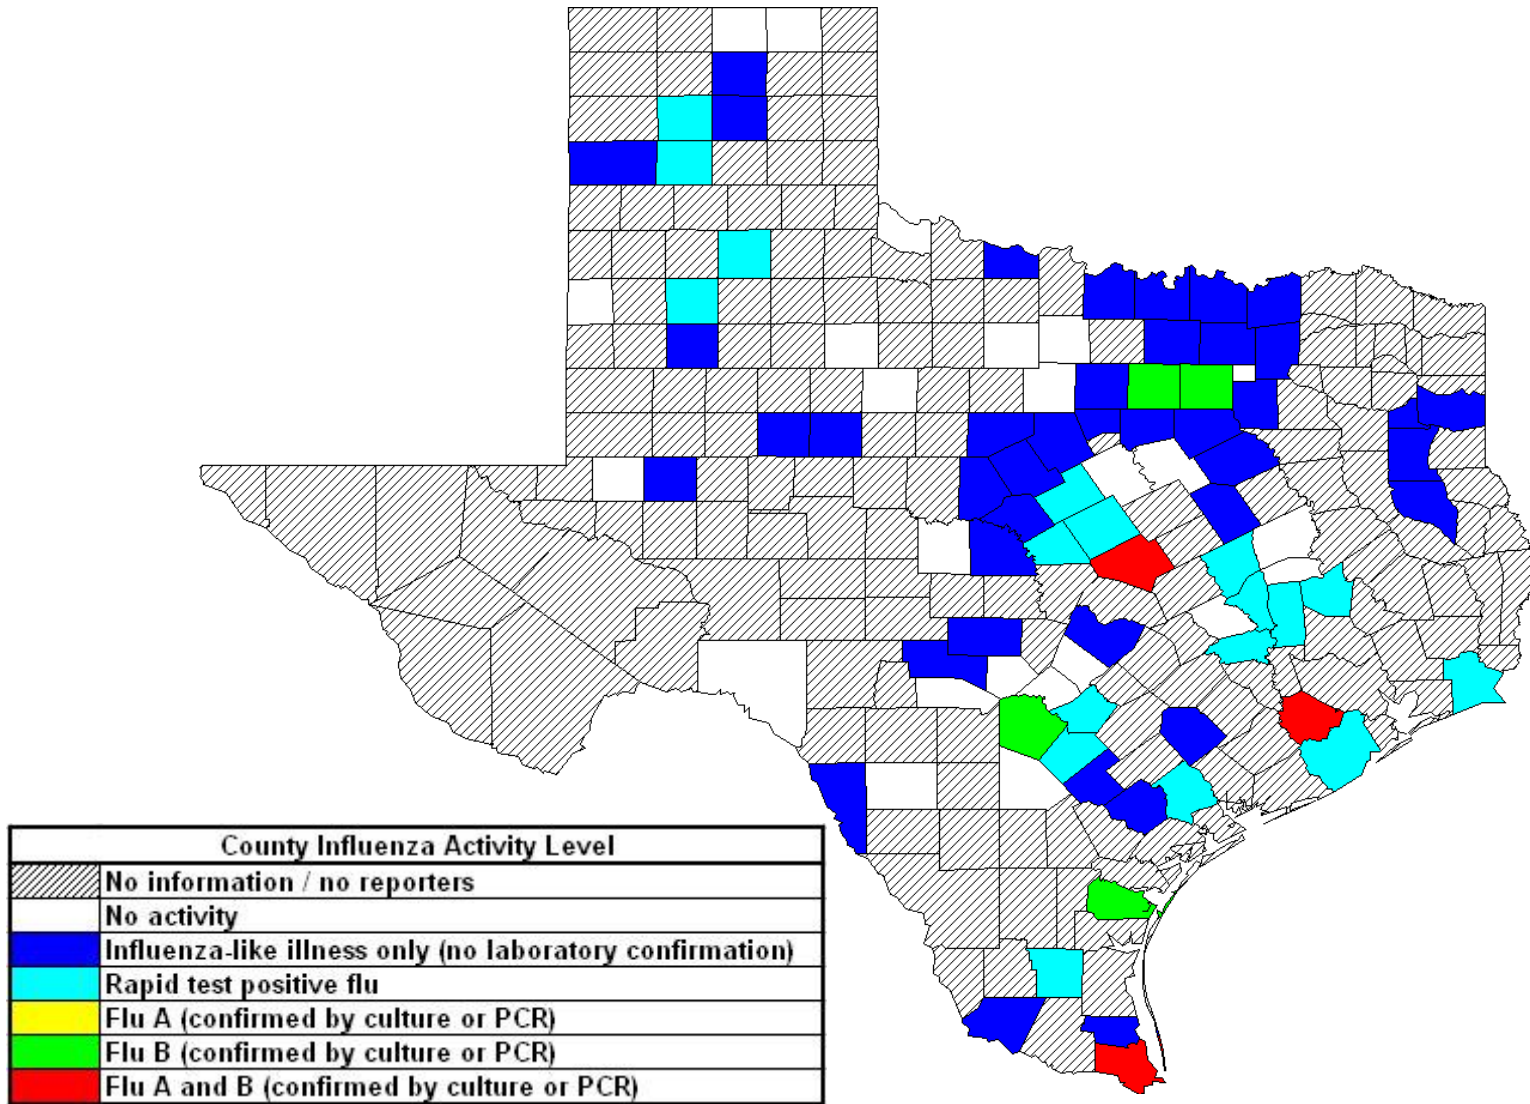 County Influenza Activity Level
No information / no reporters
No activity
Influenza-like illness only (no laboratory confirmation)
Rapid test positive flu
Flu A (confirmed by culture or PCR)
Flu B (confirmed by culture or PCR)
Flu A and B (confirmed by culture or PCR)